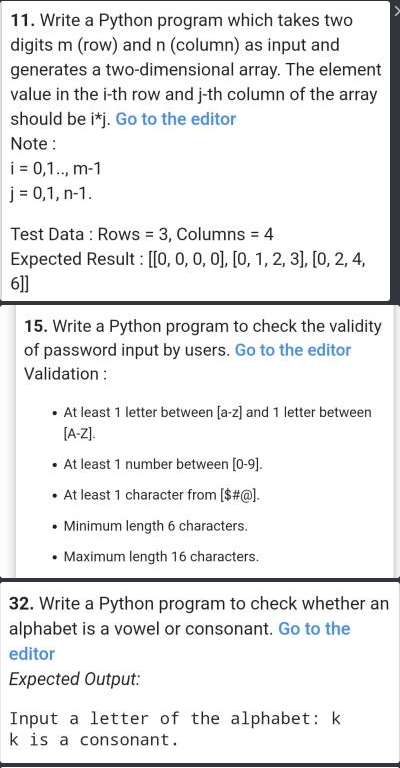 11. Write a Python program which takes two
digits m (row) and n (column) as input and
generates a two-dimensional array. The element
value in the i-th row and j-th column of the array
should be i*j. Go to the editor
Note :
i = 0,1.., m-1
j = 0,1, n-1.
Test Data : Rows = 3, Columns = 4
Expected Result : [[0, 0, 0, 0], [0, 1, 2, 3], [0, 2, 4,
6]]
15. Write a Python program to check the validity
of password input by users. Go to the editor
Validation :
• At least 1 letter between [a-z] and 1 letter between
[A-Z].
• At least 1 number between [0-9].
• At least 1 character from [$#@].
• Minimum length 6 characters.
• Maximum length 16 characters.
32. Write a Python program to check whether an
alphabet is a vowel or consonant. Go to the
editor
Expected Output:
Input a letter of the alphabet: k
k is a consonant.